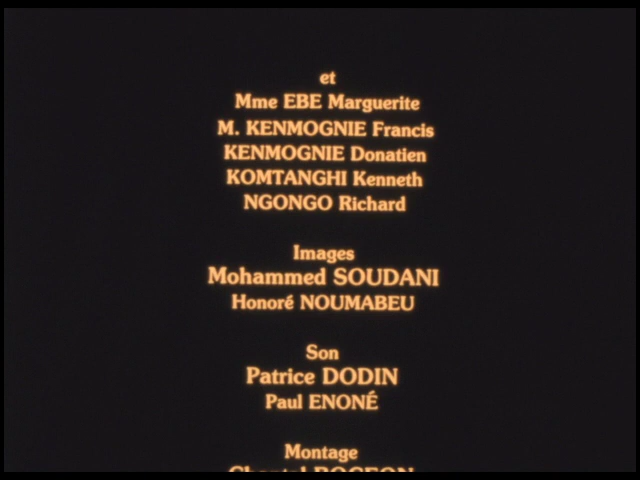 et
Mme EBE Marguerite
M. KENMOGNIE Francis
KENMOGNIE Donatien
KOMTANGHI Kenneth
NGONGO Richard
Images
Mohammed SOUDANI
Honoré NOUMABEU
Son
Patrice DODIN
Paul ENONÉ
Montage